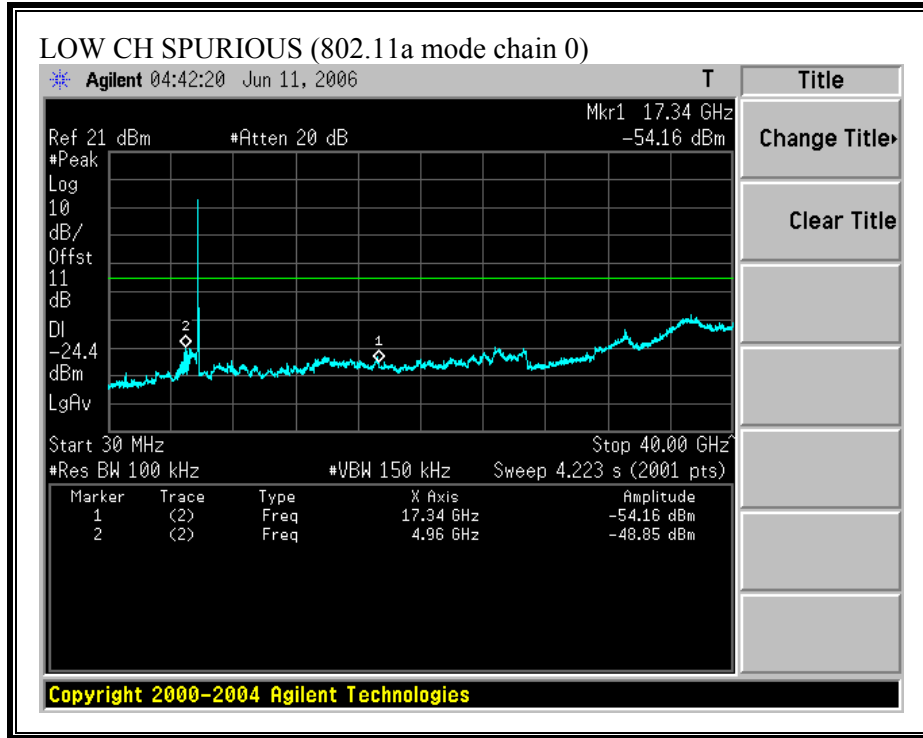 LOW CH SPURIOUS (802.11a mode chain 0)
Agilent 04:42:20 Jun 11, 2006 T
Title
Mkr1 17.34 GHz
Ref 21 dBm #Atten 20 dB -54.16 dBm
Change Title
#Peak
Log
10
dB/
Offst
11
dB
DI
-24.4
dBm
LgAv
2
1
Clear Title
Start 30 MHz Stop 40.00 GHz^
#Res BW 100 kHz #VBW 150 kHz Sweep 4.223 s (2001 pts)
Marker Trace Type X Axis Amplitude
1 (2) Freq 17.34 GHz -54.16 dBm
2 (2) Freq 4.96 GHz -48.85 dBm
Copyright 2000-2004 Agilent Technologies